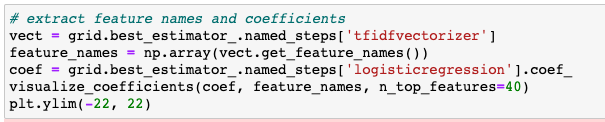 # extract feature names and coefficients
vect = grid.best_estimator_.named_steps['tfidfvectorizer']
feature_names = np.array(vect.get_feature_names())
coef = grid.best_estimator_.named_steps['logisticregression'].coef_
visualize_coefficients(coef, feature_names, n_top_features=40)
plt.ylim(-22, 22)